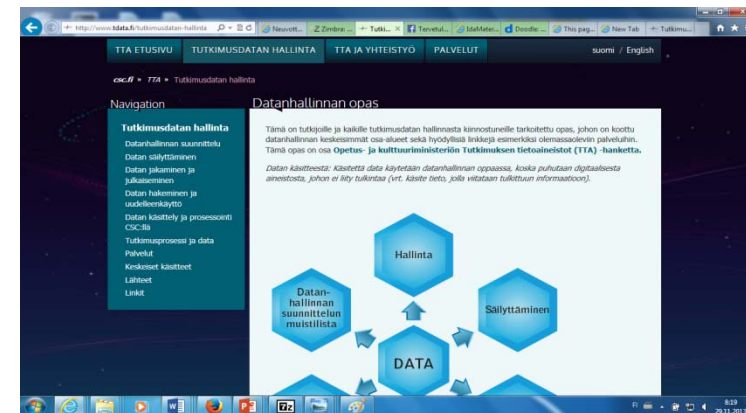 http://www.tdata.fi/tutkimusdatan-hallinta
Neuvott...
Zimbra: ...
Tutki...
Tervetul...
IdaMater...
Doodle: ...
This pag...
New Tab
Tutkimu...
TTA ETUSIVU TUTKIMUSDATAN HALLINTA TTA JA YHTEISTYÖ PALVELUT suomi / English
csc.fi » TTA » Tutkimusdatan hallinta
Navigation
Tutkimusdatan hallinta
Datanhallinnan suunnittelu
Datan säilyttäminen
Datan jakaminen ja
julkaiseminen
Datan hakeminen ja
uudelleenkäyttö
Datan käsittely ja prosessointi
CSC:llä
Tutkimusprosessi ja data
Palvelut
Keskeiset käsitteet
Lähteet
Linkit
Datanhallinnan opas
Tämä on tutkijoille ja kaikille tutkimusdatan hallinnasta kiinnostuneille tarkoitettu opas, johon on koottu
datanhallinnan keskeisimmät osa-alueet sekä hyödyllisiä linkkejä esimerkiksi olemassaoleviin palveluihin.
Tämä opas on osa Opetus- ja kulttuuriministeriön Tutkimuksen tietoaineistot (TTA) -hanketta.
Datan käsitteestä: Käsitettä data käytetään datanhallinnan oppaassa, koska puhutaan digitaalisesta
aineistosta, johon ei liity tulkintaa (vrt. käsite tieto, jolla viitataan tulkittuun informaatioon).
Hallinta
Datan-
hallinnan
suunnittelun
muistilista
Säilyttäminen
DATA
FI
8:19